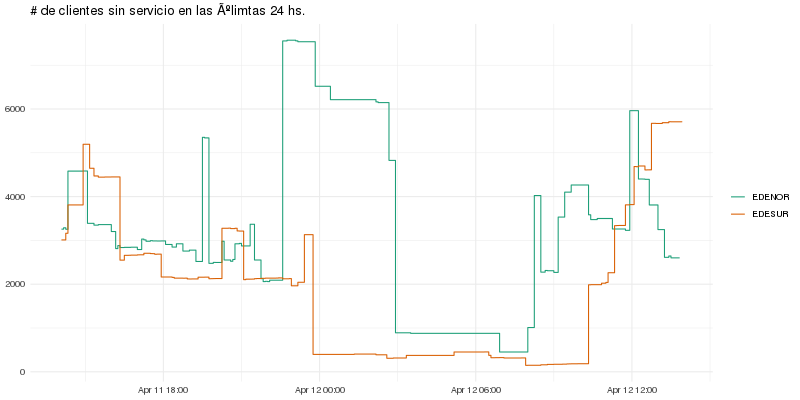 # de clientes sin servicio en las Ãºlimtas 24 hs.
6000
4000
2000
0
Apr 11 18:00
Apr 12 00:00
Apr 12 06:00
Apr 12 12:00
EDENOR
EDESUR